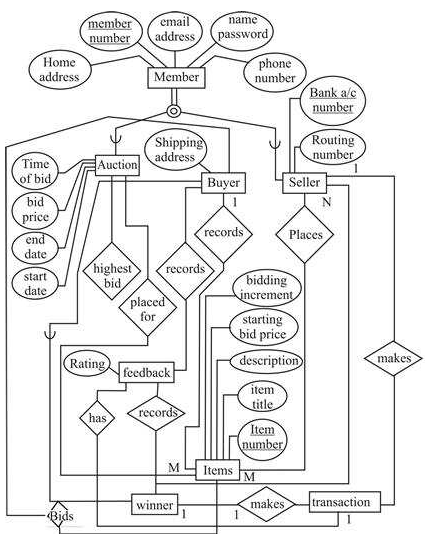 member
number
email
address
name
password
Home
address
Member
phone
number
Bank a/c
number
Shipping
address
Routing
number
Time
of bid
Auction
Buyer
Seller
1
bid
price
1
N
records
Places
end
date
start
date
highest
bid
records
bidding
increment
placed
for
starting
bid price
makes
Rating
feedback
description
has
records
item
title
Item
number
M
Items
M
winner
1
1
makes
transaction
1
Bids